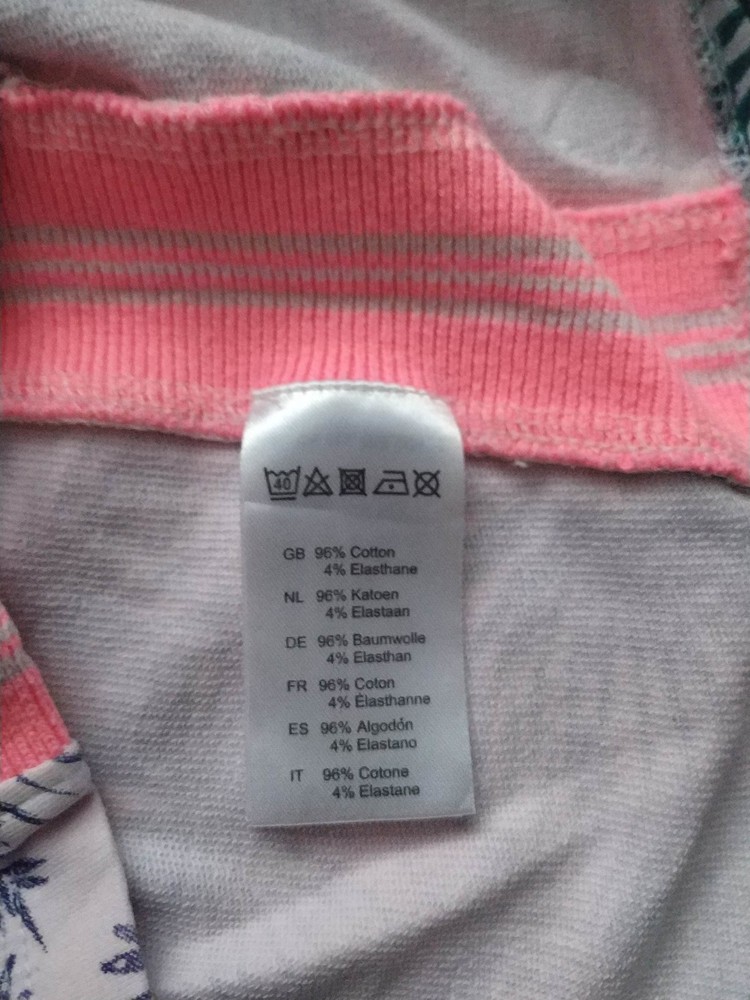 40
GB 96% Cotton
4% Elasthane
NL 96% Katoen
4% Elastaan
DE 96% Baumwolle
4% Elasthan
FR 96% Coton
4% Élasthanne
ES 96% Algodón
4% Elastano
IT 96% Cotone
4% Elastane